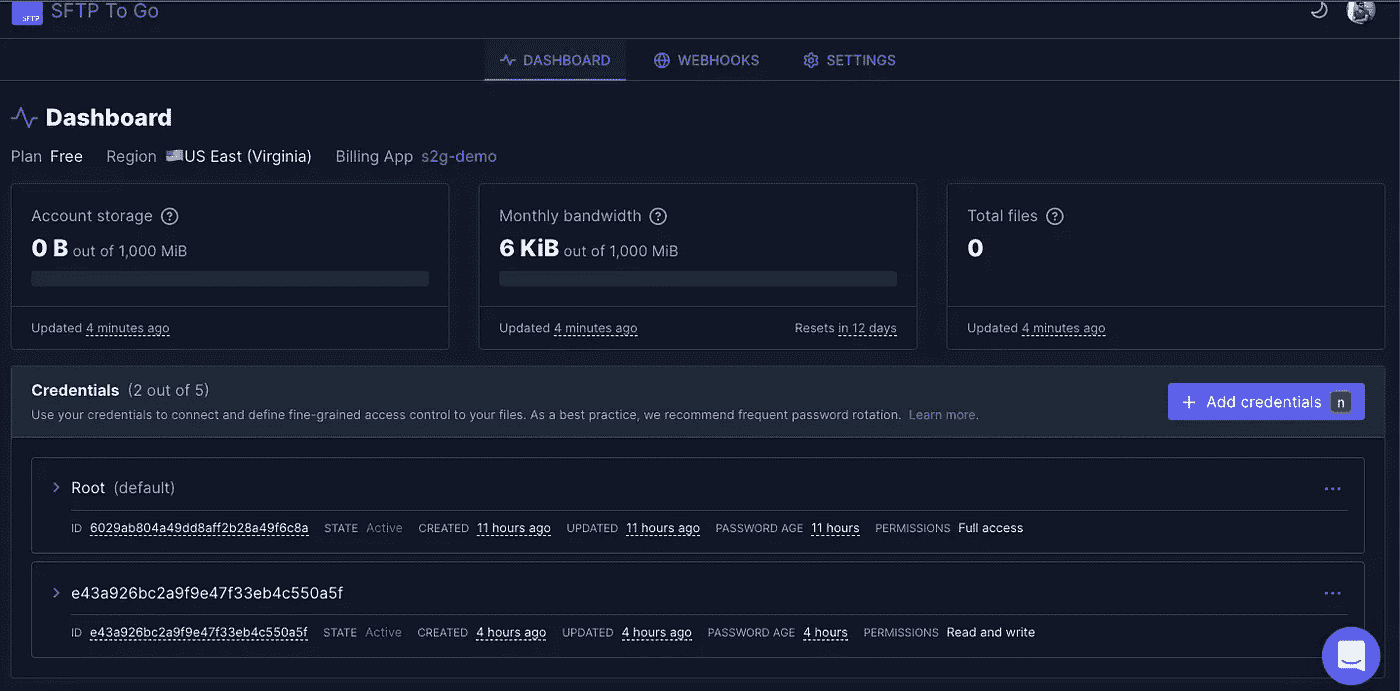 SFTP
SFTP To Go
DASHBOARD WEBHOOKS SETTINGS
Dashboard
Plan Free Region US East (Virginia) Billing App s2g-demo
Account storage ?
0 B out of 1,000 MiB
Updated 4 minutes ago
Monthly bandwidth ?
6 KiB out of 1,000 MiB
Updated 4 minutes ago Resets in 12 days
Total files ?
0
Updated 4 minutes ago
Credentials (2 out of 5)
Use your credentials to connect and define fine-grained access control to your files. As a best practice, we recommend frequent password rotation. Learn more.
+ Add credentials n
Root (default)
ID 6029ab804a49dd8aff2b28a49f6c8a STATE Active CREATED 11 hours ago UPDATED 11 hours ago PASSWORD AGE 11 hours PERMISSIONS Full access
e43a926bc2a9f9e47f33eb4c550a5f
ID e43a926bc2a9f9e47f33eb4c550a5f STATE Active CREATED 4 hours ago UPDATED 4 hours ago PASSWORD AGE 4 hours PERMISSIONS Read and write